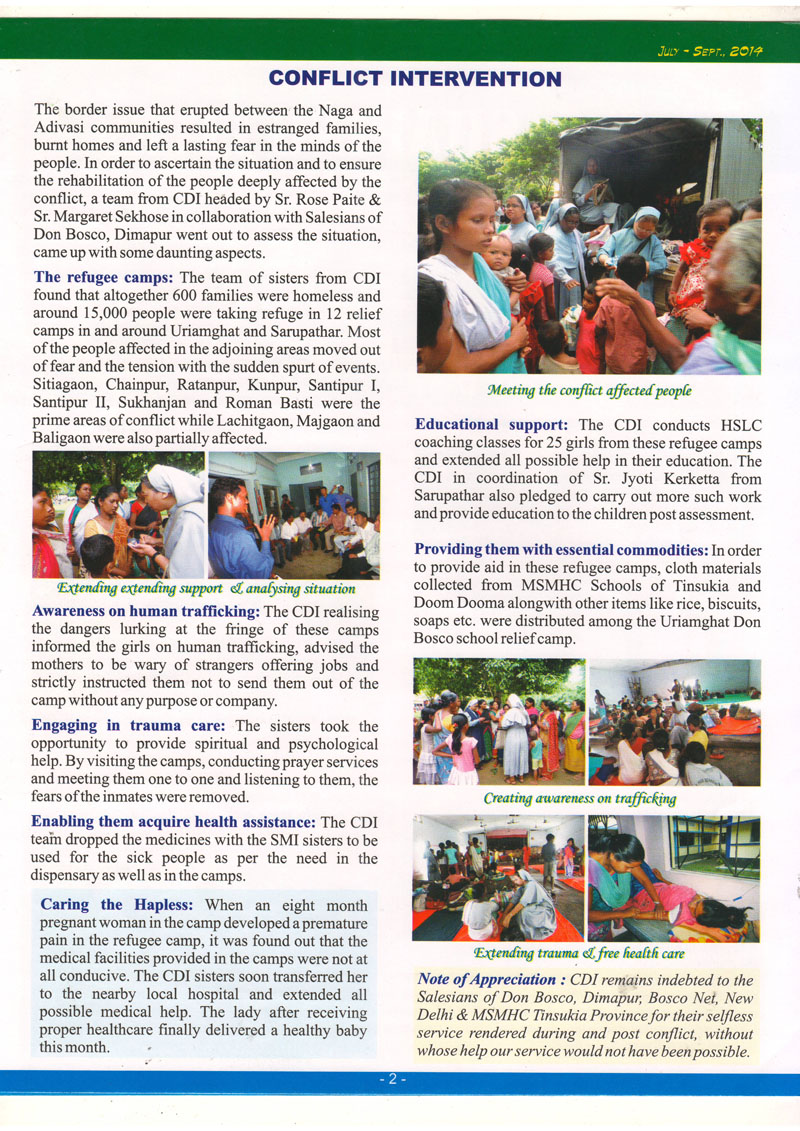 July - Sept., 2014
CONFLICT INTERVENTION
The border issue that erupted between the Naga and
Adivasi communities resulted in estranged families,
burnt homes and left a lasting fear in the minds of the
people. In order to ascertain the situation and to ensure
the rehabilitation of the people deeply affected by the
conflict, a team from CDI headed by Sr. Rose Paite &
Sr. Margaret Sekhose in collaboration with Salesians of
Don Bosco, Dimapur went out to assess the situation,
came up with some daunting aspects.
The refugee camps: The team of sisters from CDI
found that altogether 600 families were homeless and
around 15,000 people were taking refuge in 12 relief
camps in and around Uriamghat and Sarupathar. Most
of the people affected in the adjoining areas moved out
of fear and the tension with the sudden spurt of events.
Sitiagaon, Chainpur, Ratanpur, Kunpur, Santipur I,
Santipur II, Sukhanjan and Roman Basti were the
prime areas of conflict while Lachitgaon, Majgaon and
Baligaon were also partially affected.
Extending extending support & analysing situation
Awareness on human trafficking: The CDI realising
the dangers lurking at the fringe of these camps
informed the girls on human trafficking, advised the
mothers to be wary of strangers offering jobs and
strictly instructed them not to send them out of the
camp without any purpose or company.
Engaging in trauma care: The sisters took the
opportunity to provide spiritual and psychological
help. By visiting the camps, conducting prayer services
and meeting them one to one and listening to them, the
fears of the inmates were removed.
Enabling them acquire health assistance: The CDI
team dropped the medicines with the SMI sisters to be
used for the sick people as per the need in the
dispensary as well as in the camps.
Caring the Hapless: When an eight month
pregnant woman in the camp developed a premature
pain in the refugee camp, it was found out that the
medical facilities provided in the camps were not at
all conducive. The CDI sisters soon transferred her
to the nearby local hospital and extended all
possible medical help. The lady after receiving
proper healthcare finally delivered a healthy baby
this month.
Meeting the conflict affected people
Educational support: The CDI conducts HSLC
coaching classes for 25 girls from these refugee camps
and extended all possible help in their education. The
CDI in coordination of Sr. Jyoti Kerketta from
Sarupathar also pledged to carry out more such work
and provide education to the children post assessment.
Providing them with essential commodities: In order
to provide aid in these refugee camps, cloth materials
collected from MSMHC Schools of Tinsukia and
Doom Dooma alongwith other items like rice, biscuits,
soaps etc. were distributed among the Uriamghat Don
Bosco school relief camp.
Creating awareness on trafficking
Extending trauma & free health care
Note of Appreciation : CDI remains indebted to the
Salesians of Don Bosco, Dimapur, Bosco Net, New
Delhi & MSMHC Tinsukia Province for their selfless
service rendered during and post conflict, without
whose help our service would not have been possible.
- 2 -